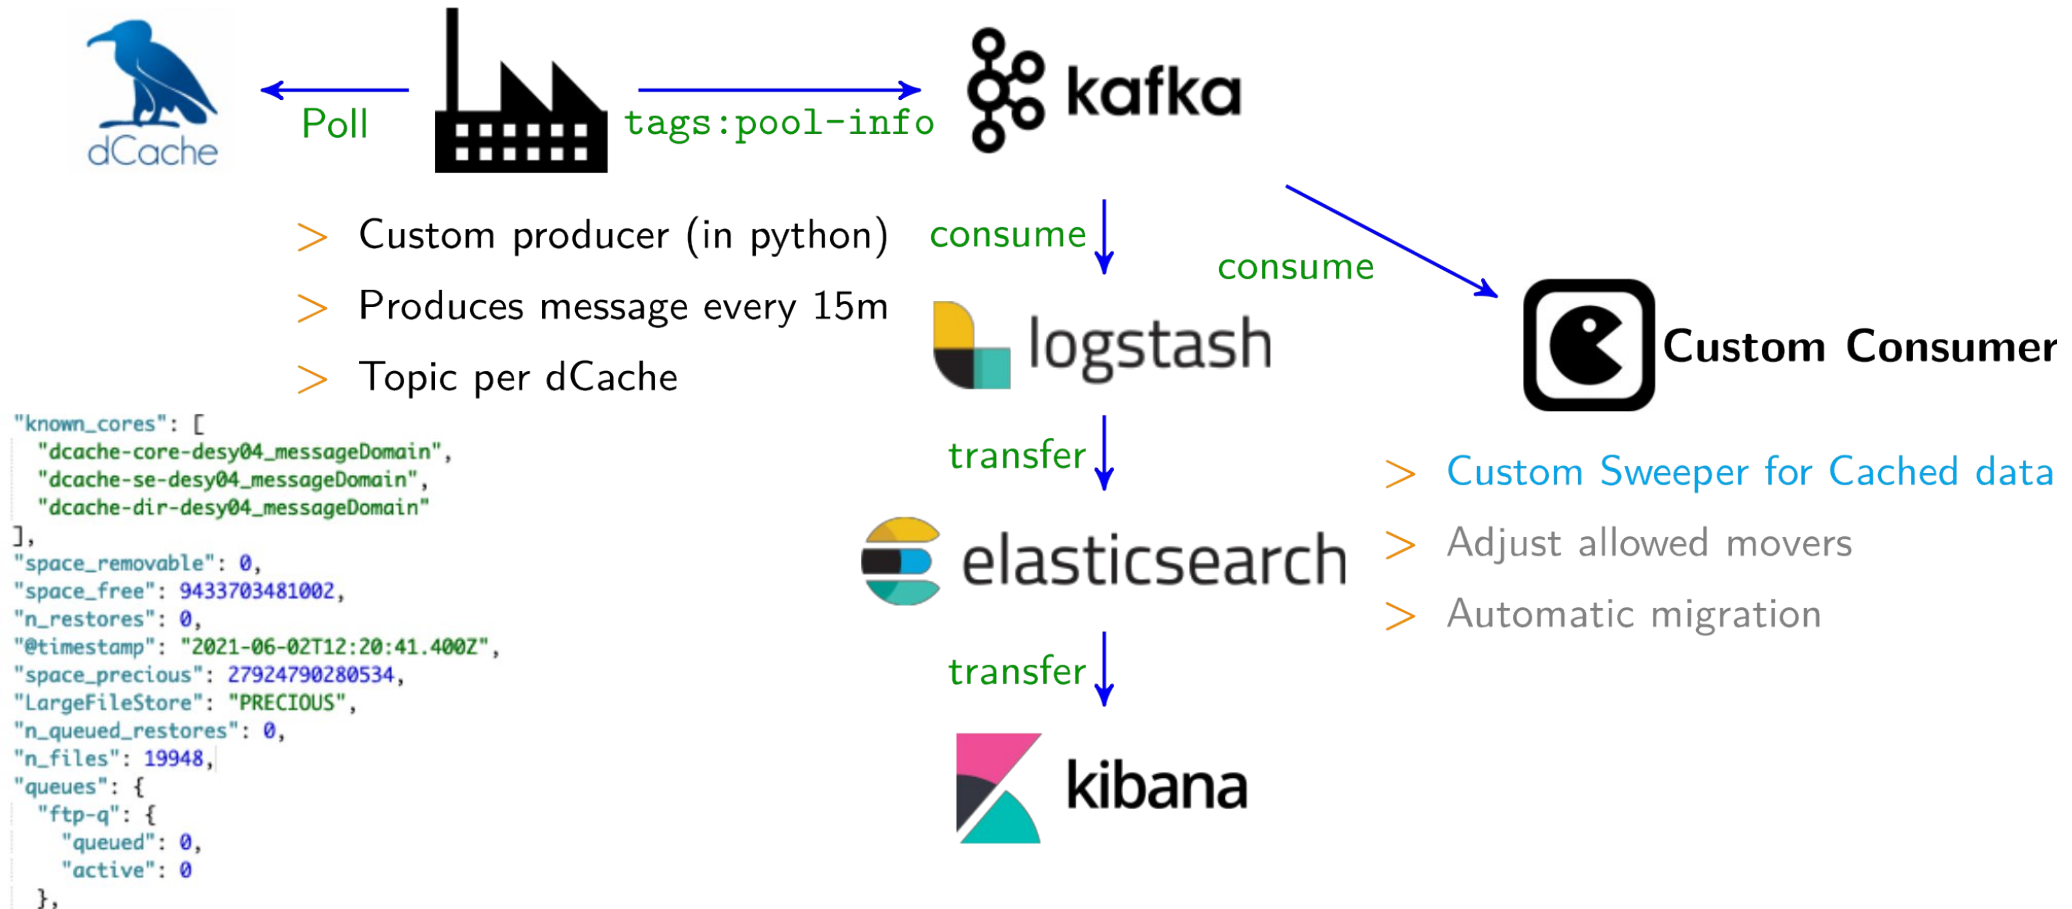 dCache
Poll
tags:pool-info
kafka
> Custom producer (in python)
> Produces message every 15m
> Topic per dCache
consume
consume
logstash
Custom Consumer
transfer
elasticsearch
> Custom Sweeper for Cached data
> Adjust allowed movers
> Automatic migration
transfer
kibana
"known_cores": [
"dcache-core-desy04_messageDomain",
"dcache-se-desy04_messageDomain",
"dcache-dir-desy04_messageDomain"
],
"space_removable": 0,
"space_free": 9433703481002,
"n_restores": 0,
"@timestamp": "2021-06-02T12:20:41.400Z",
"space_precious": 27924790280534,
"LargeFileStore": "PRECIOUS",
"n_queued_restores": 0,
"n_files": 19948,
"queues": {
"ftp-q": {
"queued": 0,
"active": 0
},